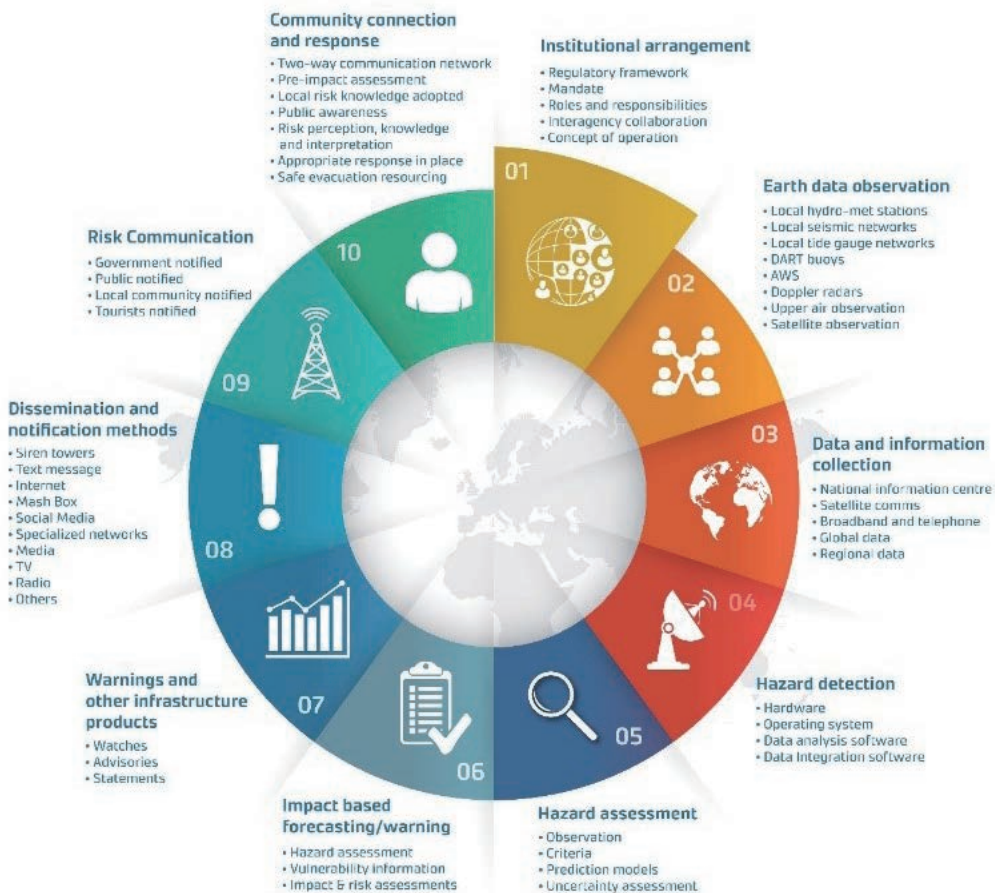 Community connection
and response
• Two-way communication network
• Pre-impact assessment
• Local risk knowledge adopted
• Public awareness
• Risk perception, knowledge
and interpretation
• Appropriate response in place
• Safe evacuation resourcing
Institutional arrangement
• Regulatory framework
• Mandate
• Roles and responsibilities
• Interagency collaboration
• Concept of operation
01
Earth data observation
• Local hydro-met stations
• Local seismic networks
• Local tide gauge networks
• DART buoys
• AWS
• Doppler radars
• Upper air observation
• Satellite observation
02
Data and information
collection
• National information centre
• Satellite comms
• Broadband and telephone
• Global data
• Regional data
03
Hazard detection
• Hardware
• Operating system
• Data analysis software
• Data Integration software
04
Hazard assessment
• Observation
• Criteria
• Prediction models
• Uncertainty assessment
05
Impact based
forecasting/warning
• Hazard assessment
• Vulnerability information
• Impact & risk assessments
06
Warnings and
other infrastructure
products
• Watches
• Advisories
• Statements
07
Dissemination and
notification methods
• Siren towers
• Text message
• Internet
• Mash Box
• Social Media
• Specialized networks
• Media
• TV
• Radio
• Others
08
Risk Communication
• Government notified
• Public notified
• Local community notified
• Tourists notified
09
10